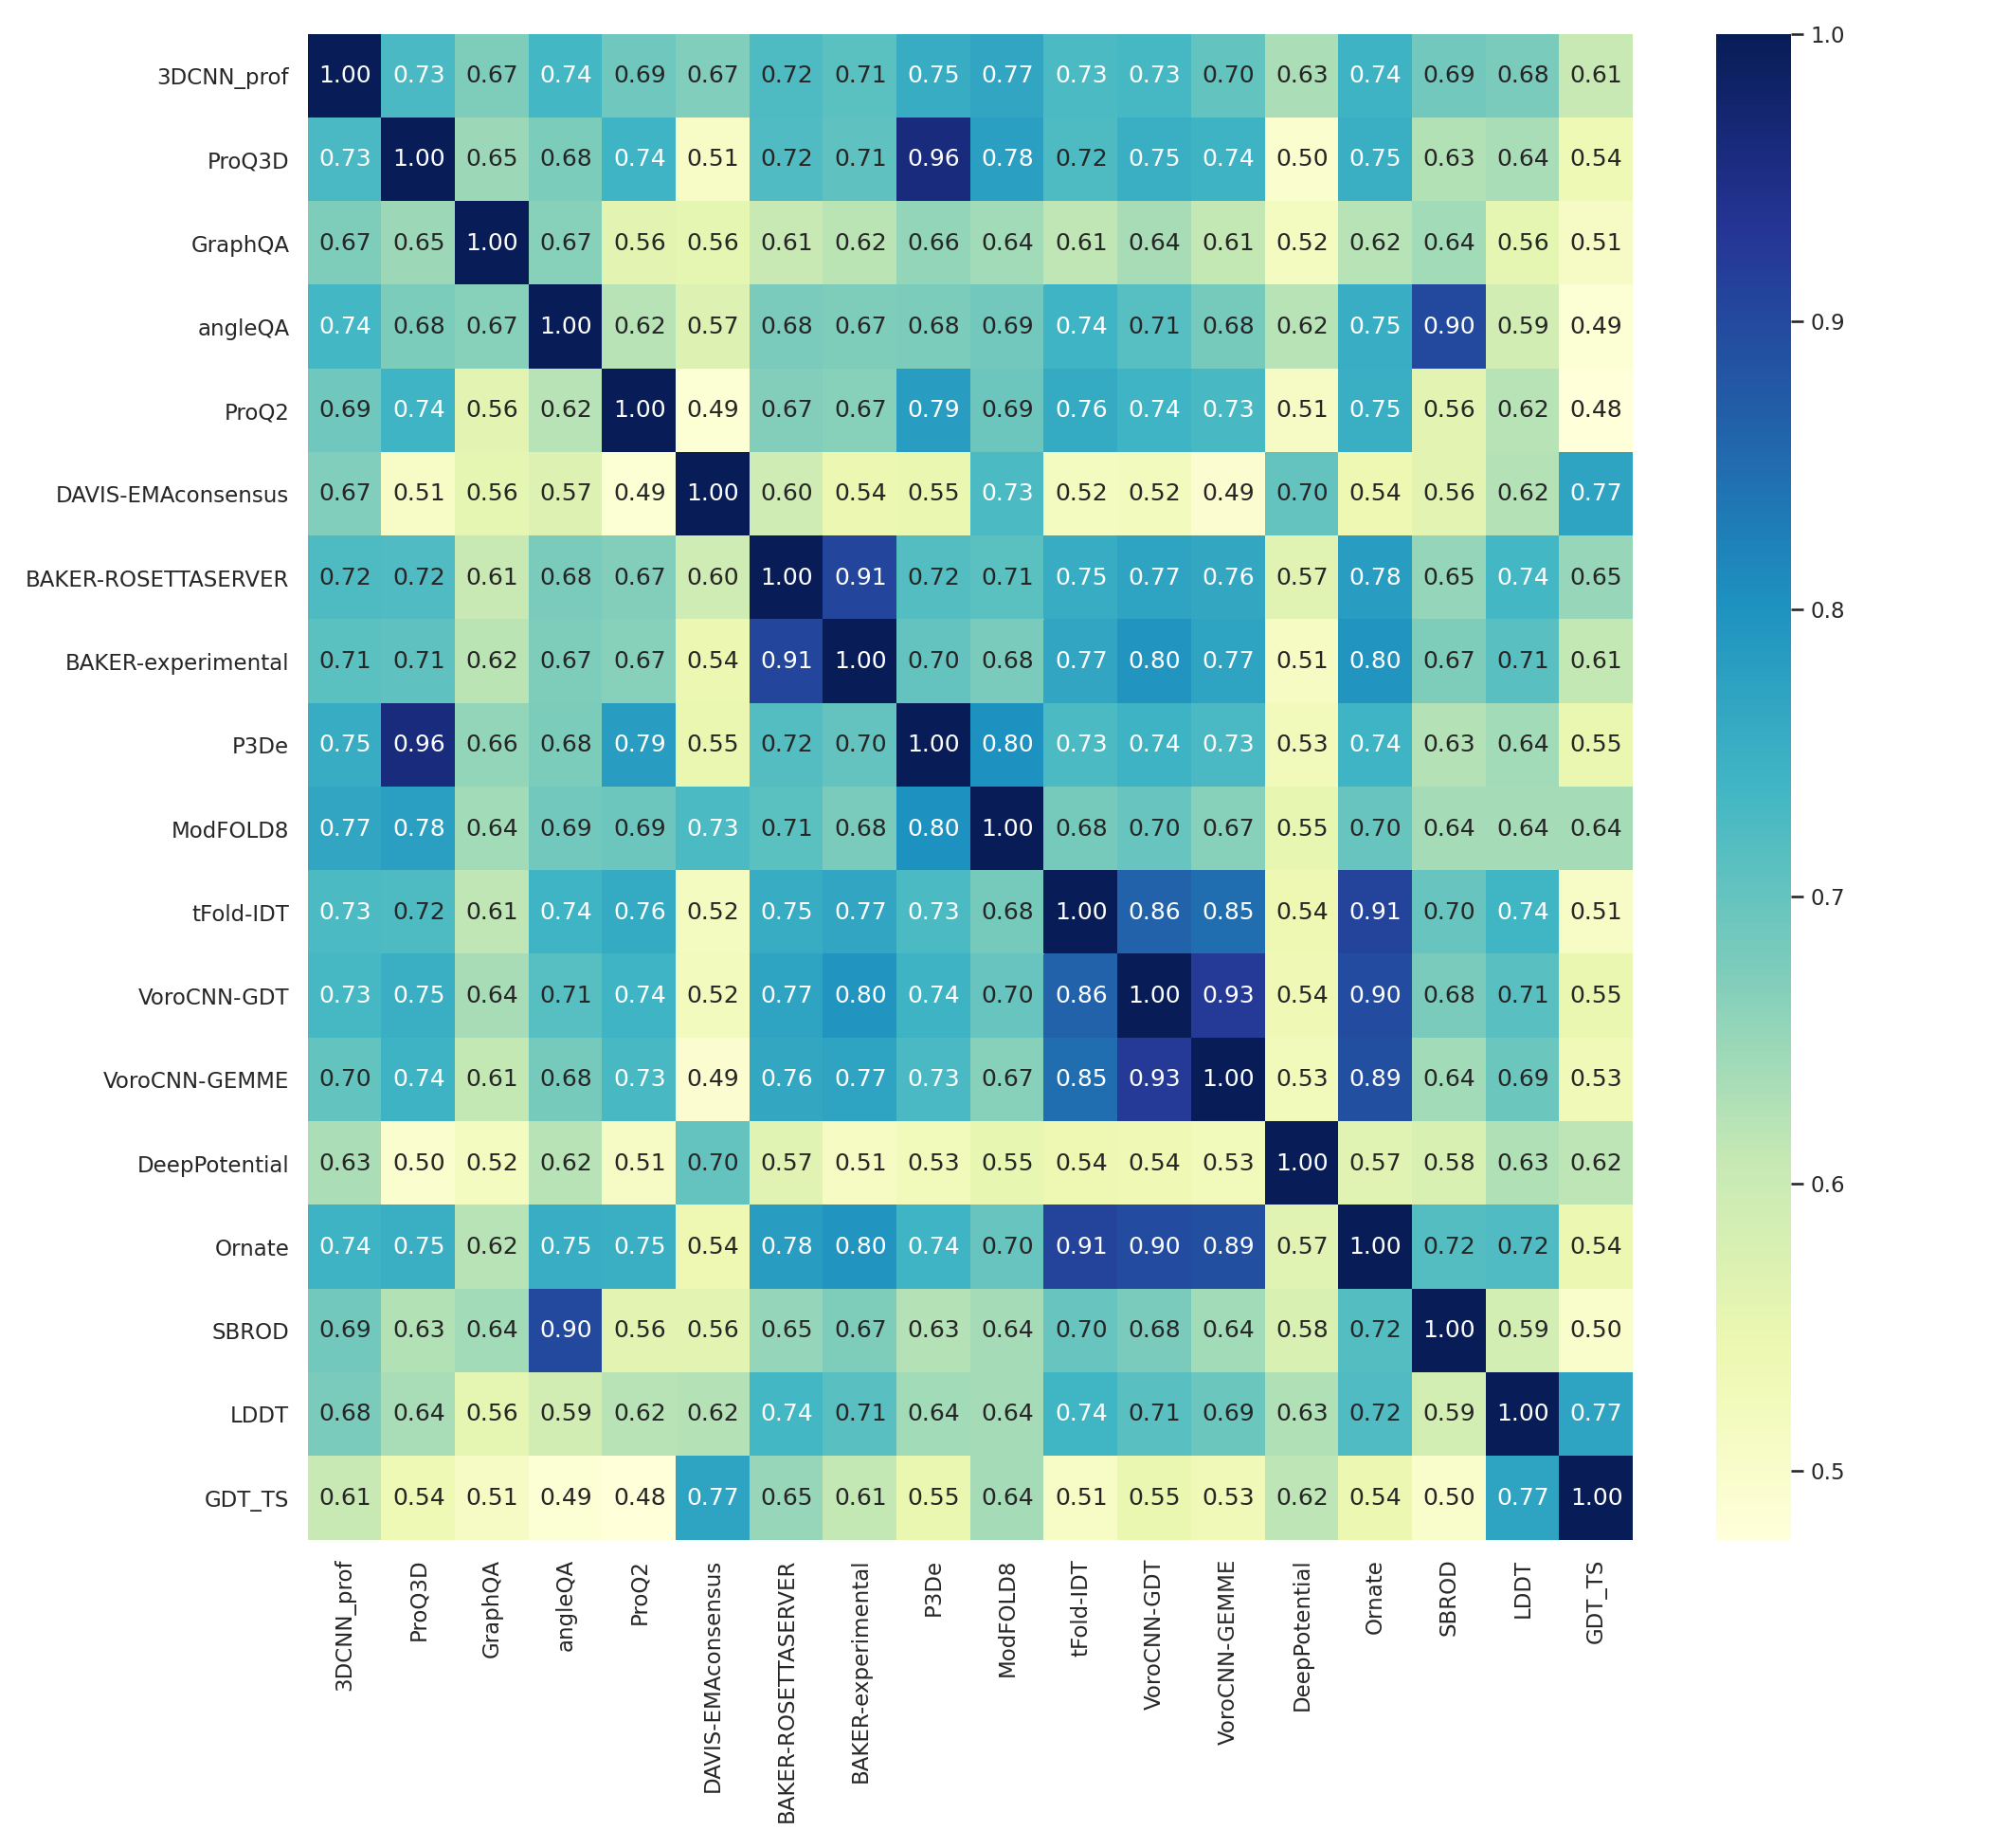 3DCNN_prof 1.00 0.73 0.67 0.74 0.69 0.67 0.72 0.71 0.75 0.77 0.73 0.73 0.70 0.63 0.74 0.69 0.68 0.61
ProQ3D 0.73 1.00 0.65 0.68 0.74 0.51 0.72 0.71 0.96 0.78 0.72 0.75 0.74 0.50 0.75 0.63 0.64 0.54
GraphQA 0.67 0.65 1.00 0.67 0.56 0.56 0.61 0.62 0.66 0.64 0.61 0.64 0.61 0.52 0.62 0.64 0.56 0.51
angleQA 0.74 0.68 0.67 1.00 0.62 0.57 0.68 0.67 0.68 0.69 0.74 0.71 0.68 0.62 0.75 0.90 0.59 0.49
ProQ2 0.69 0.74 0.56 0.62 1.00 0.49 0.67 0.67 0.79 0.69 0.76 0.74 0.73 0.51 0.75 0.56 0.62 0.48
DAVIS-EMAconsensus 0.67 0.51 0.56 0.57 0.49 1.00 0.60 0.54 0.55 0.73 0.52 0.52 0.49 0.70 0.54 0.56 0.62 0.77
BAKER-ROSETTASERVER 0.72 0.72 0.61 0.68 0.67 0.60 1.00 0.91 0.72 0.71 0.75 0.77 0.76 0.57 0.78 0.65 0.74 0.65
BAKER-experimental 0.71 0.71 0.62 0.67 0.67 0.54 0.91 1.00 0.70 0.68 0.77 0.80 0.77 0.51 0.80 0.67 0.71 0.61
P3De 0.75 0.96 0.66 0.68 0.79 0.55 0.72 0.70 1.00 0.80 0.73 0.74 0.73 0.53 0.74 0.63 0.64 0.55
ModFOLD8 0.77 0.78 0.64 0.69 0.69 0.73 0.71 0.68 0.80 1.00 0.68 0.70 0.67 0.55 0.70 0.64 0.64 0.64
tFold-IDT 0.73 0.72 0.61 0.74 0.76 0.52 0.75 0.77 0.73 0.68 1.00 0.86 0.85 0.54 0.91 0.70 0.74 0.51
VoroCNN-GDT 0.73 0.75 0.64 0.71 0.74 0.52 0.77 0.80 0.74 0.70 0.86 1.00 0.93 0.54 0.90 0.68 0.71 0.55
VoroCNN-GEMME 0.70 0.74 0.61 0.68 0.73 0.49 0.76 0.77 0.73 0.67 0.85 0.93 1.00 0.53 0.89 0.64 0.69 0.53
DeepPotential 0.63 0.50 0.52 0.62 0.51 0.70 0.57 0.51 0.53 0.55 0.54 0.54 0.53 1.00 0.57 0.58 0.63 0.62
Ornate 0.74 0.75 0.62 0.75 0.75 0.54 0.78 0.80 0.74 0.70 0.91 0.90 0.89 0.57 1.00 0.72 0.72 0.54
SBROD 0.69 0.63 0.64 0.90 0.56 0.56 0.65 0.67 0.63 0.64 0.70 0.68 0.64 0.58 0.72 1.00 0.59 0.50
LDDT 0.68 0.64 0.56 0.59 0.62 0.62 0.74 0.71 0.64 0.64 0.74 0.71 0.69 0.63 0.72 0.59 1.00 0.77
GDT_TS 0.61 0.54 0.51 0.49 0.48 0.77 0.65 0.61 0.55 0.64 0.51 0.55 0.53 0.62 0.54 0.50 0.77 1.00
3DCNN_prof
ProQ3D
GraphQA
angleQA
ProQ2
DAVIS-EMAconsensus
BAKER-ROSETTASERVER
BAKER-experimental
P3De
ModFOLD8
tFold-IDT
VoroCNN-GDT
VoroCNN-GEMME
DeepPotential
Ornate
SBROD
LDDT
GDT_TS
1.0
0.9
0.8
0.7
0.6
0.5